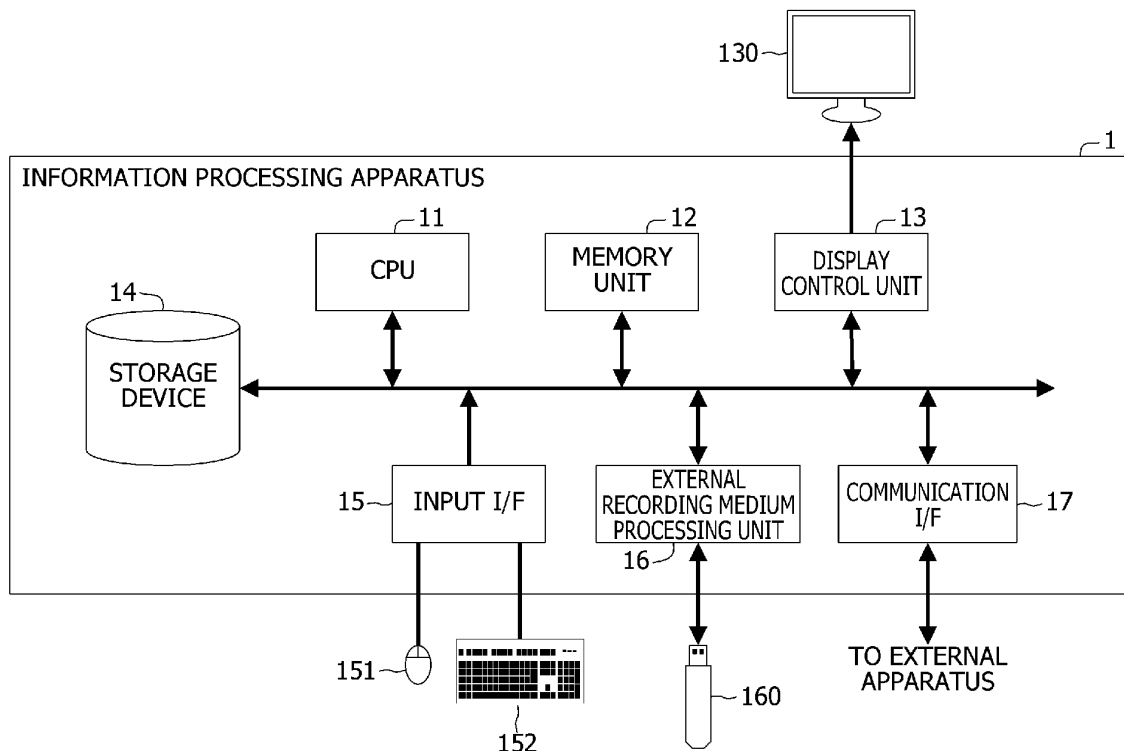 130
1
INFORMATION PROCESSING APPARATUS
11
12
13
CPU
MEMORY
UNIT
DISPLAY
CONTROL UNIT
14
STORAGE
DEVICE
15
INPUT I/F
EXTERNAL
RECORDING MEDIUM
PROCESSING UNIT
16
COMMUNICATION
I/F
17
151
152
160
TO EXTERNAL
APPARATUS